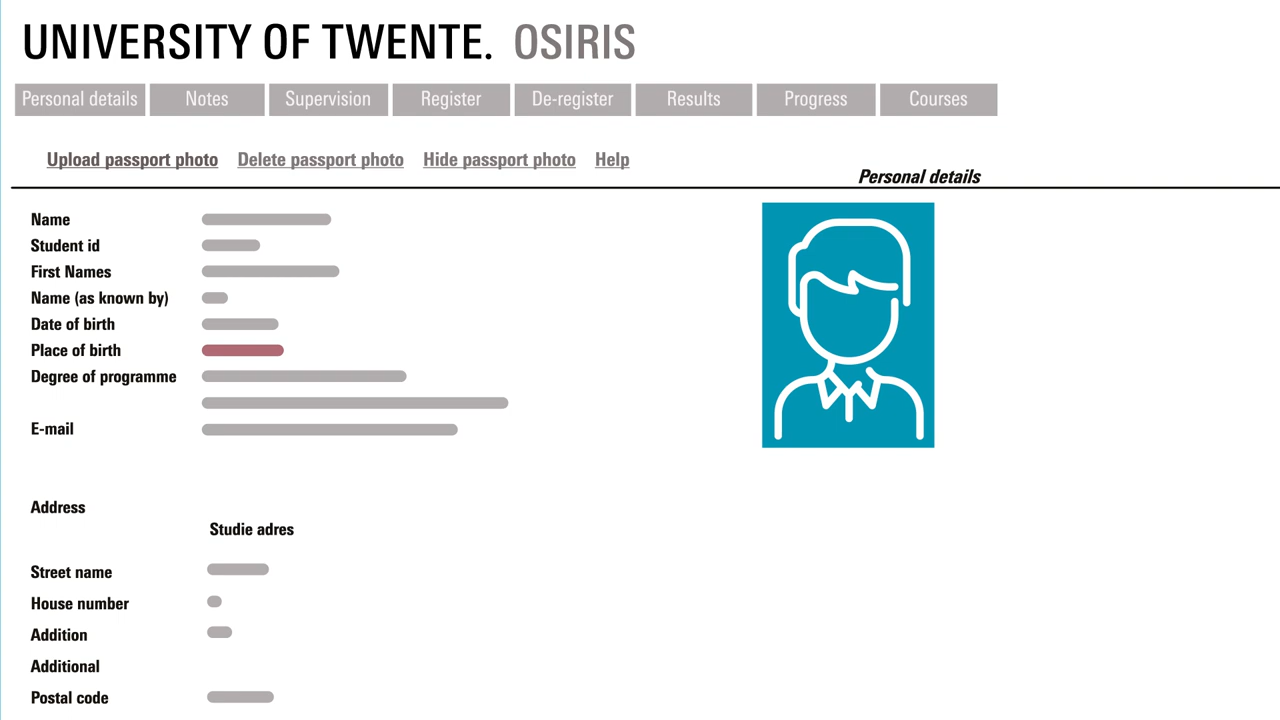 UNIVERSITY OF TWENTE. OSIRIS
Personal details Notes Supervision Register De-register Results Progress Courses
Upload passport photo Delete passport photo Hide passport photo Help
Personal details
Name
Student id
First Names
Name (as known by)
Date of birth
Place of birth
Degree of programme
E-mail
Address
Studie adres
Street name
House number
Addition
Additional
Postal code